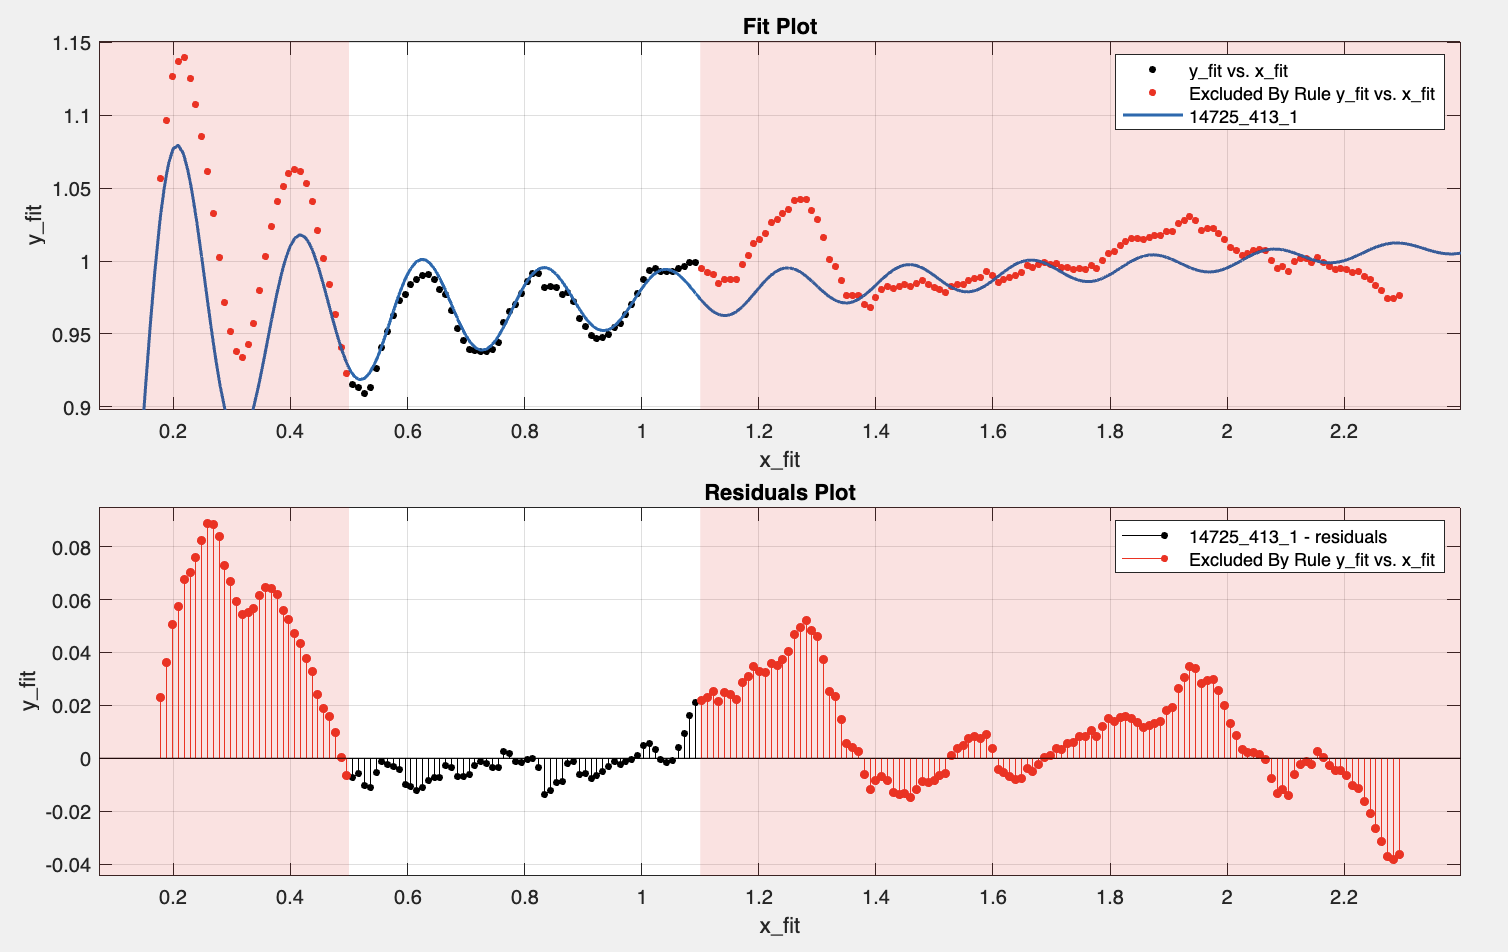 Fit Plot
1.15
1.1
1.05
1
0.95
0.9
y_fit
y_fit vs. x_fit
Excluded By Rule y_fit vs. x_fit
14725_413_1
0.2 0.4 0.6 0.8 1 1.2 1.4 1.6 1.8 2 2.2
x_fit
Residuals Plot
0.08
0.06
0.04
0.02
0
-0.02
-0.04
y_fit
14725_413_1 - residuals
Excluded By Rule y_fit vs. x_fit
0.2 0.4 0.6 0.8 1 1.2 1.4 1.6 1.8 2 2.2
x_fit